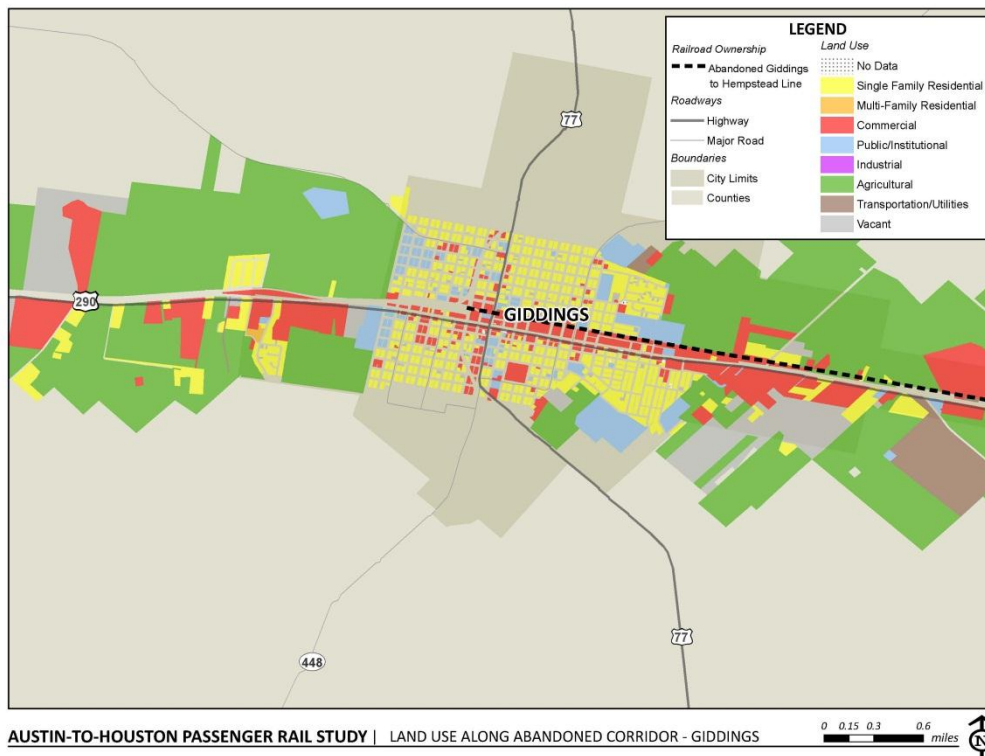 LEGEND
Railroad Ownership
Abandoned Giddings
to Hempstead Line
Roadways
Highway
Major Road
Boundaries
City Limits
Counties
Land Use
No Data
Single Family Residential
Multi-Family Residential
Commercial
Public/Institutional
Industrial
Agricultural
Transportation/Utilities
Vacant
77
290
GIDDINGS
77
448
AUSTIN-TO-HOUSTON PASSENGER RAIL STUDY | LAND USE ALONG ABANDONED CORRIDOR - GIDDINGS
0 0.15 0.3 0.6
miles
N